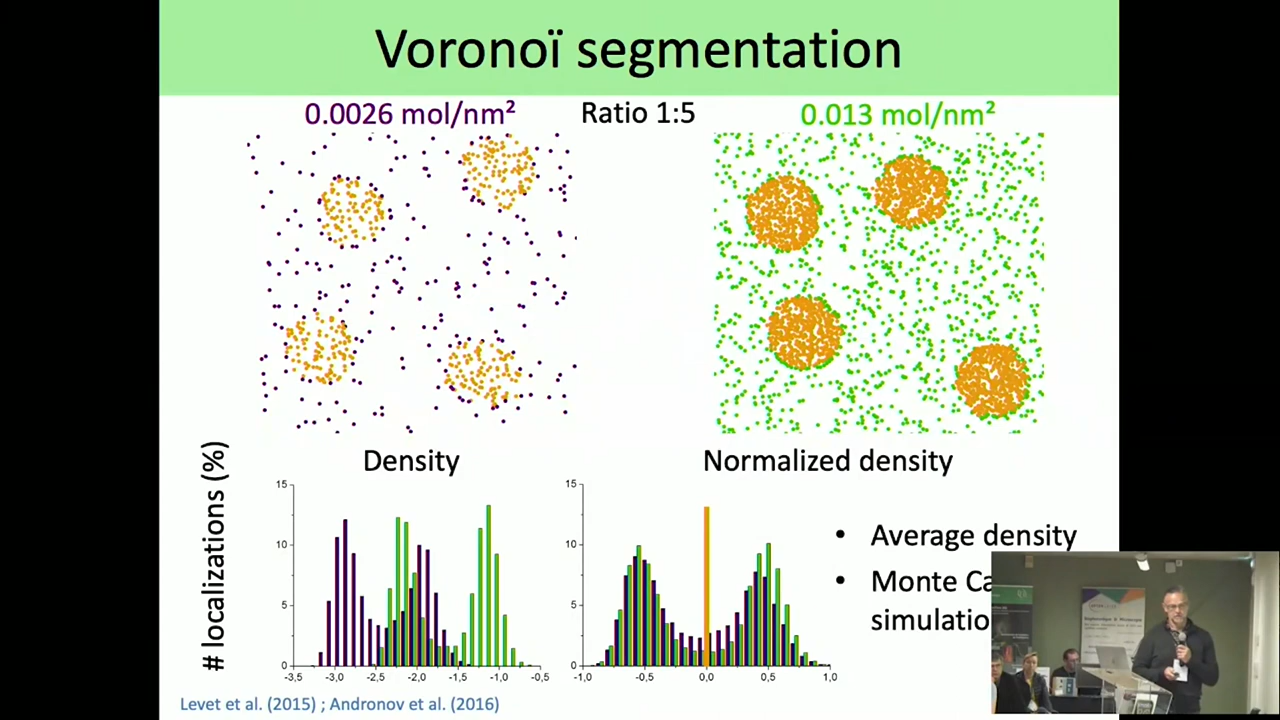 Voronoï segmentation
0.0026 mol/nm²
Ratio 1:5
0.013 mol/nm²
Density
Normalized density
# localizations (%)
15
10
5
0
-3,5 -3,0 -2,5 -2,0 -1,5 -1,0 -0,5
15
10
5
0
-1,0 -0,5 0,0 0,5 1,0
• Average density
• Monte Ca
simulatio
Levet et al. (2015) ; Andronov et al. (2016)